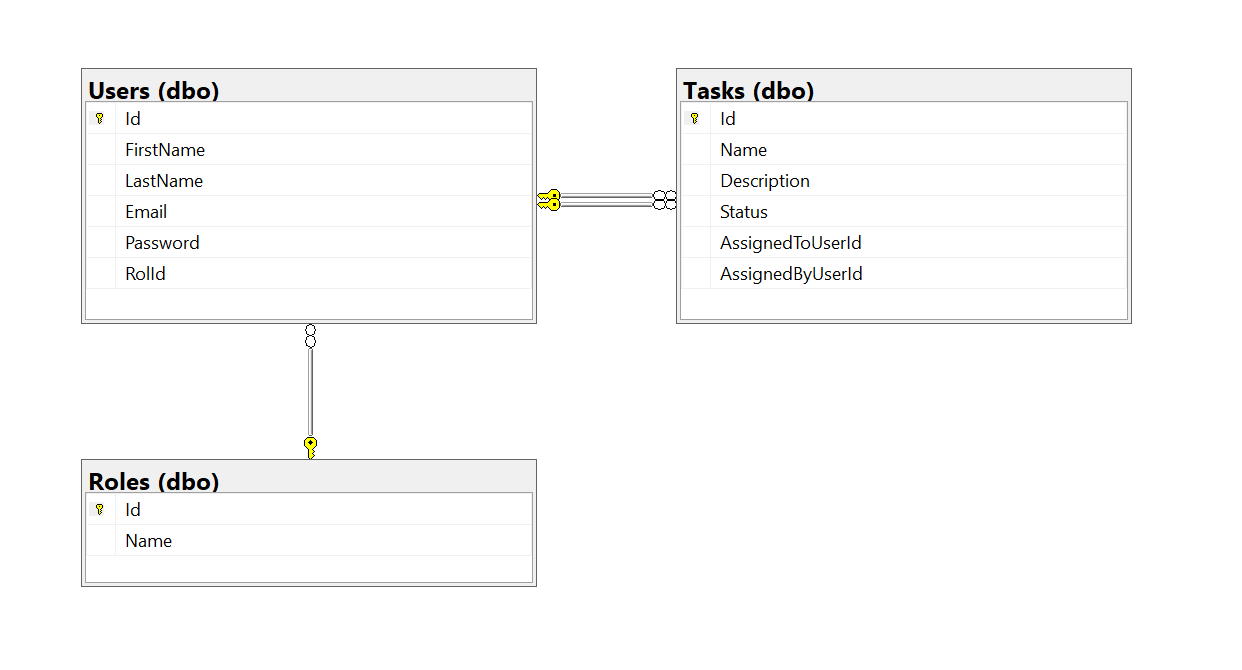 Users (dbo)
Id
FirstName
LastName
Email
Password
RolId
Tasks (dbo)
Id
Name
Description
Status
AssignedToUserId
AssignedByUserId
Roles (dbo)
Id
Name